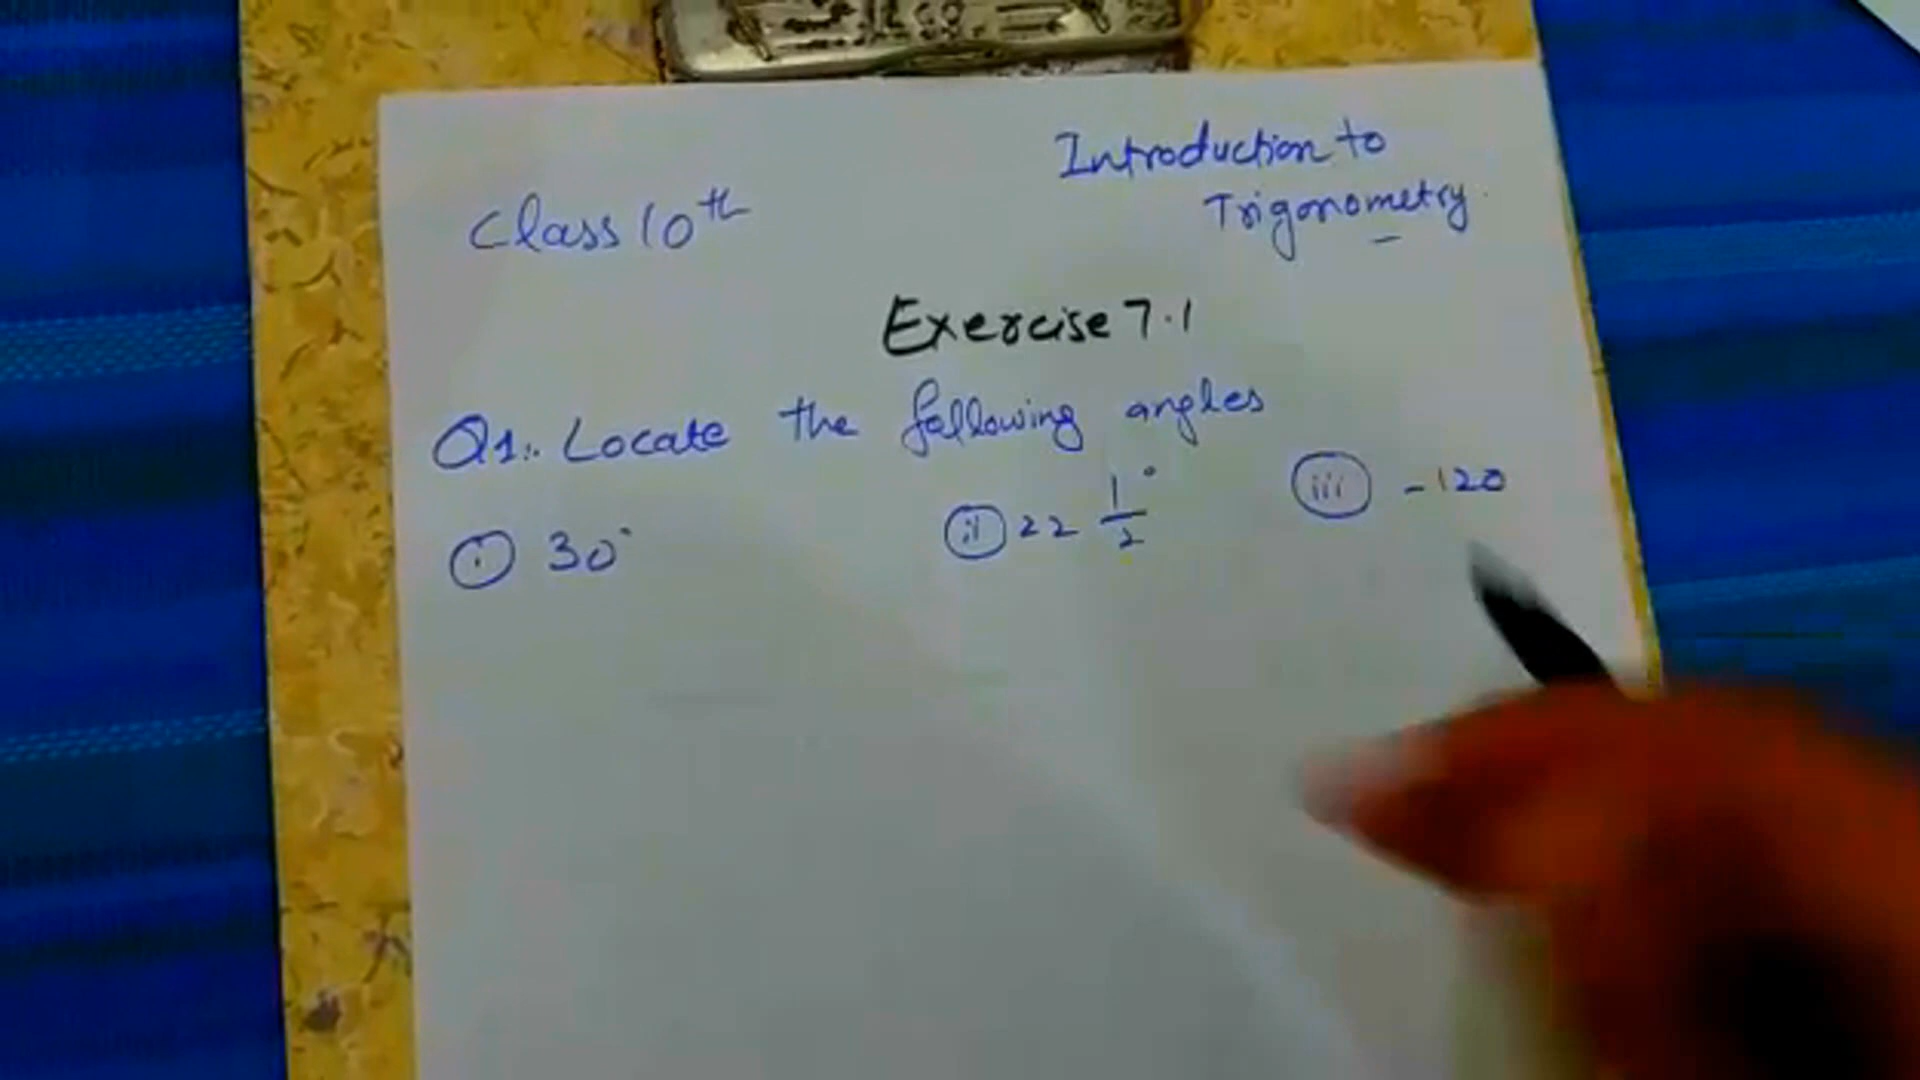 Class 10th
Introduction to
Trigonometry
Exercise 7.1
Q1. Locate the following angles
(i) 30° (ii) 22 1/2° (iii) -120